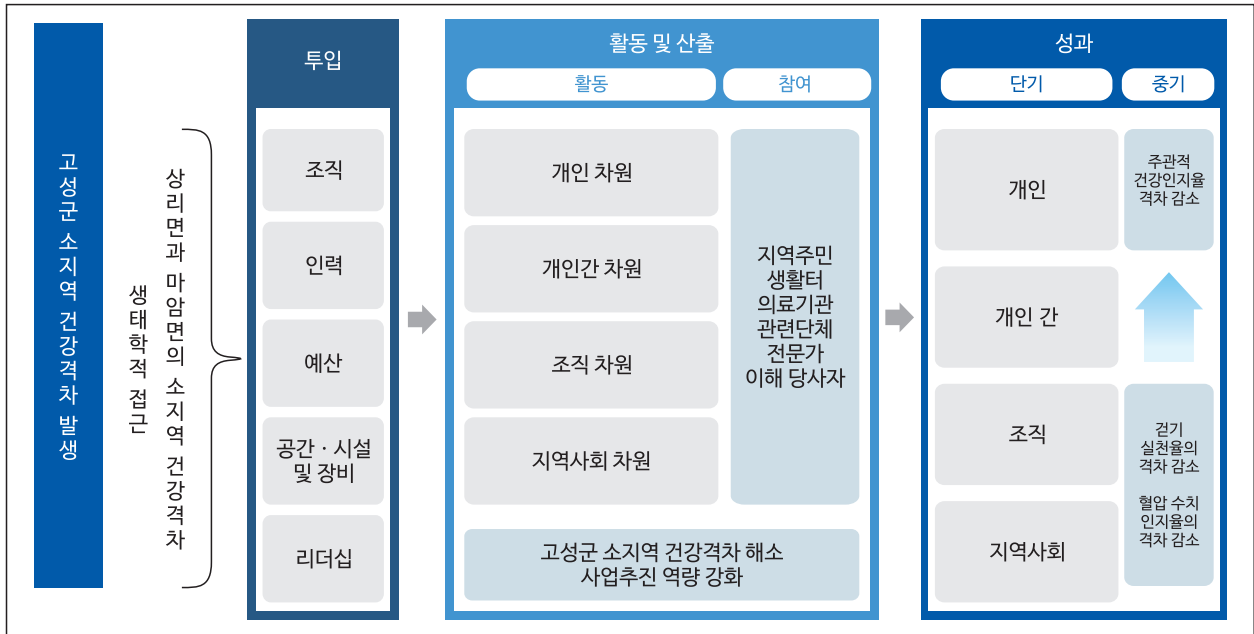 고성군 소지역 건강격차 발생
상리면과 마암면의 소지역 건강격차
생태학적 접근
투입
조직
인력
예산
공간 · 시설
및 장비
리더십
활동 및 산출
활동
참여
개인 차원
개인간 차원
조직 차원
지역사회 차원
지역주민
생활터
의료기관
관련단체
전문가
이해 당사자
고성군 소지역 건강격차 해소
사업추진 역량 강화
성과
단기
중기
개인
개인 간
조직
지역사회
주관적
건강인지율
격차 감소
걷기
실천율의
격차 감소
혈압 수치
인지율의
격차 감소